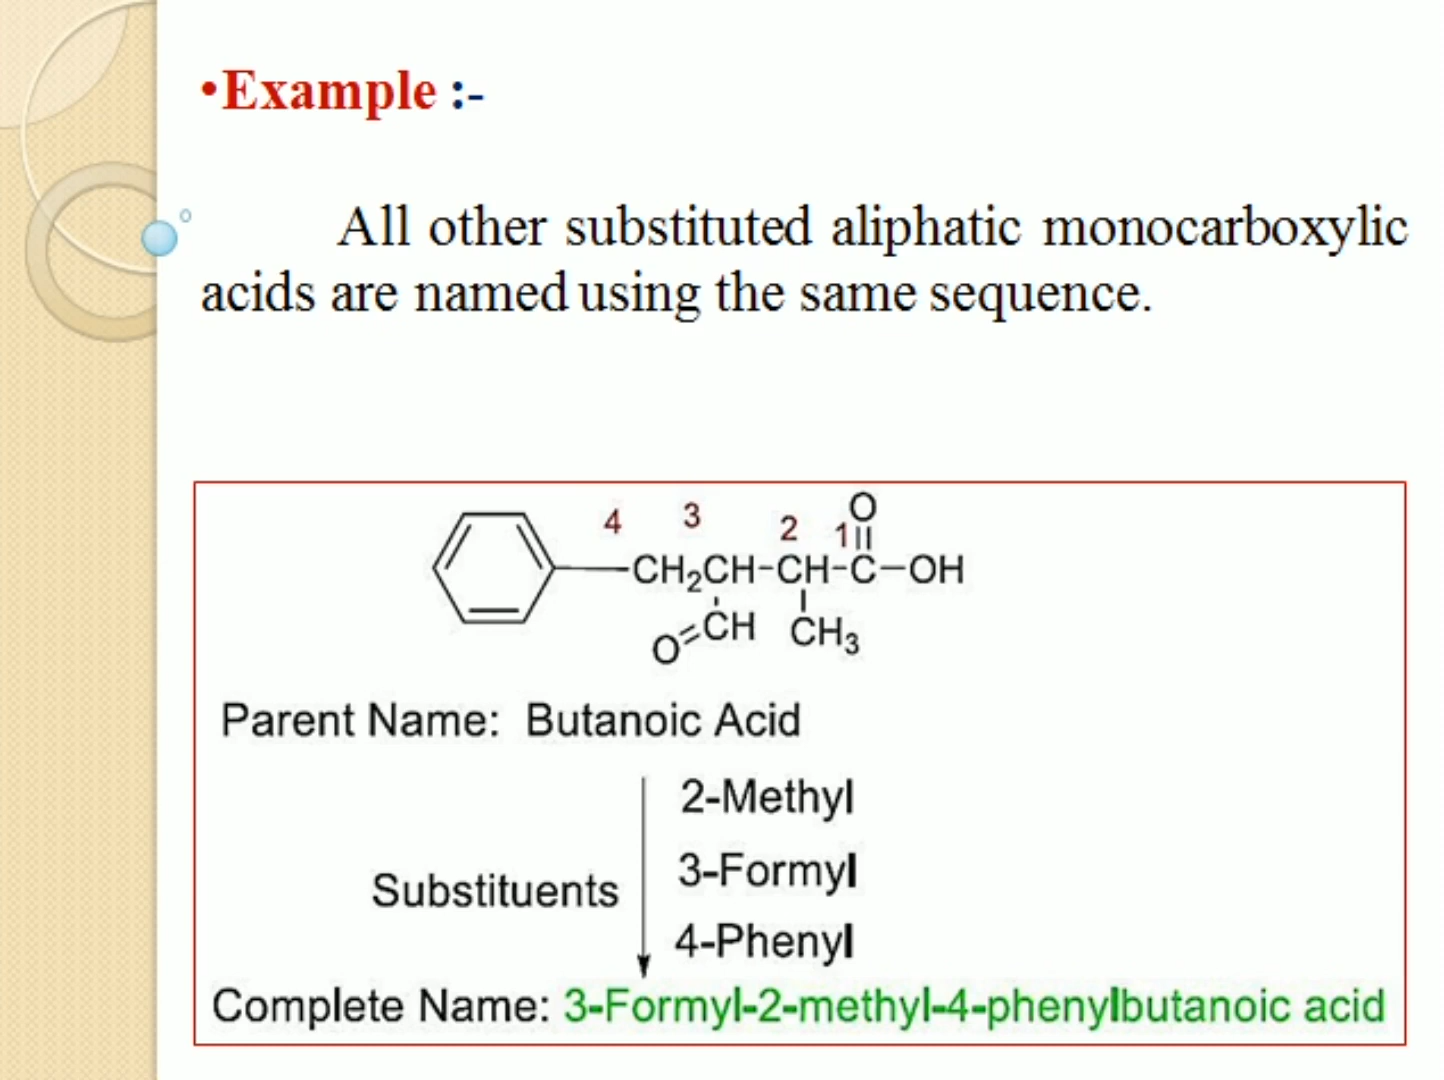 •Example :-
All other substituted aliphatic monocarboxylic
acids are named using the same sequence.
O
4 3 2 1
CH₂CH-CH-C-OH
O=CH CH₃
Parent Name: Butanoic Acid
2-Methyl
3-Formyl
Substituents
4-Phenyl
Complete Name: 3-Formyl-2-methyl-4-phenylbutanoic acid